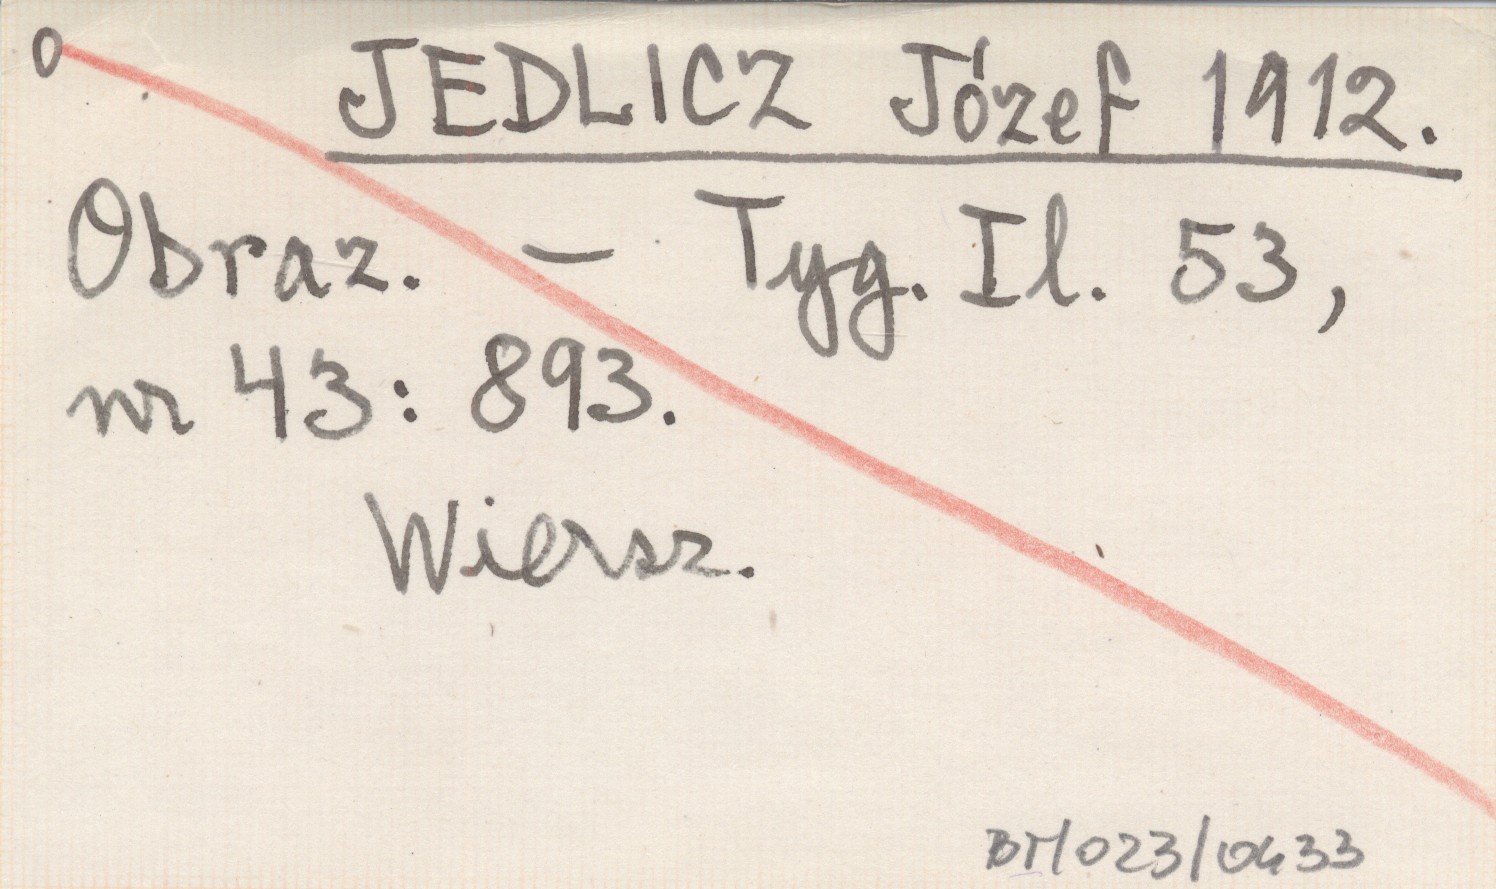 0 JEDLICZ Józef 1912.
Obraz. – Tyg. Il. 53,
nr 43: 893.
Wiersz.
BT/023/0433